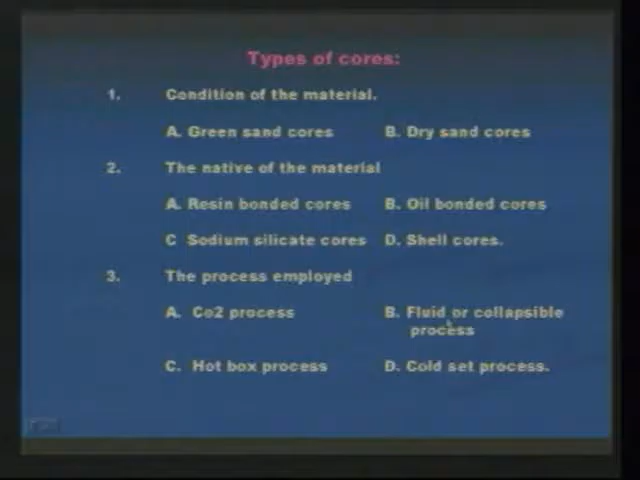 Types of cores:
1. Condition of the material.
A. Green sand cores B. Dry sand cores
2. The native of the material
A. Resin bonded cores B. Oil bonded cores
C Sodium silicate cores D. Shell cores.
3. The process employed
A. Co2 process B. Fluid or collapsible
process
C. Hot box process D. Cold set process.